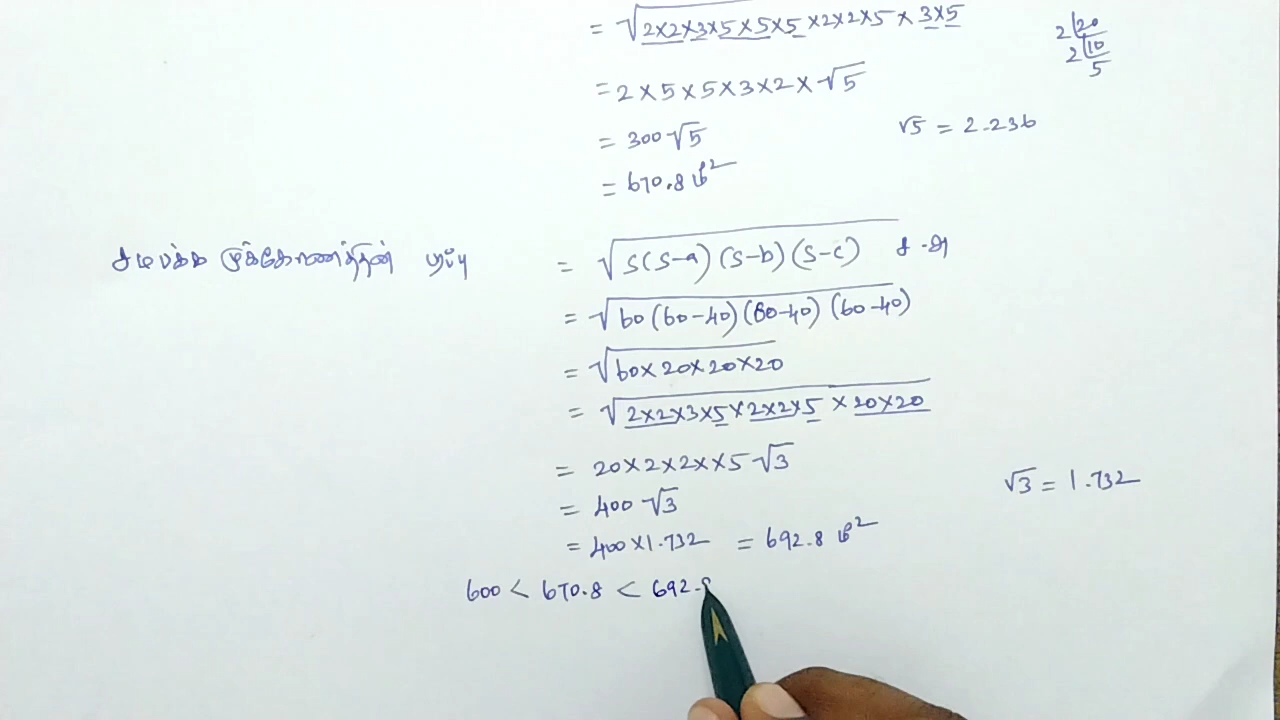 = √2×2×3×5×5×5×2×2×5×3×5
2|20
2|10
5
= 2×5×5×3×2×√5
= 300√5
√5 = 2.236
= 670.8 மீ²
சமபக்க முக்கோணத்தின் பரப்பு = √s(s-a)(s-b)(s-c) ச.அ
= √60(60-40)(60-40)(60-40)
= √60×20×20×20
= √2×2×3×5×2×2×5×20×20
= 20×2×2××5√3
= 400√3
√3 = 1.732
= 400×1.732 = 692.8 மீ²
600 < 670.8 < 692.8